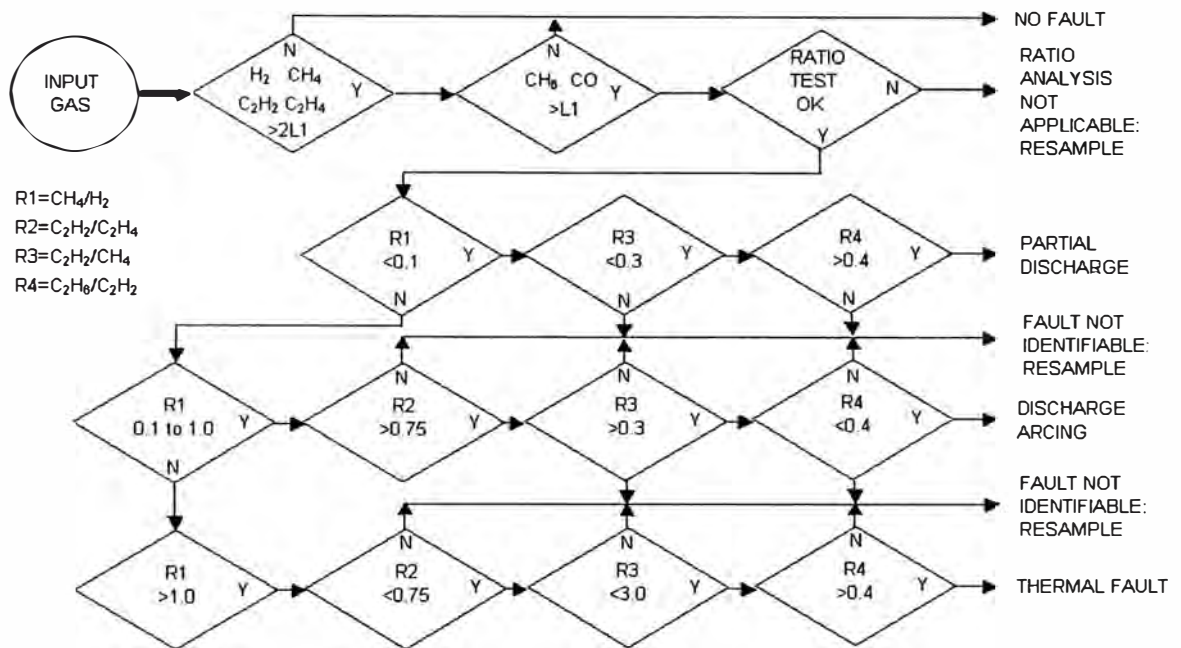 NO FAULT
INPUT
GAS
N
H₂ CH₄
C₂H₂ C₂H₄
>2L1
Y
N
CH₆ CO
>L1
Y
RATIO
TEST
OK
N
Y
RATIO
ANALYSIS
NOT
APPLICABLE:
RESAMPLE
R1=CH₄/H₂
R2=C₂H₂/C₂H₄
R3=C₂H₂/CH₄
R4=C₂H₆/C₂H₂
R1
<0.1
Y
N
R3
<0.3
Y
N
R4
>0.4
Y
N
PARTIAL
DISCHARGE
FAULT NOT
IDENTIFIABLE:
RESAMPLE
R1
0.1 to 1.0
Y
N
N
R2
>0.75
Y
N
R3
>0.3
Y
N
R4
<0.4
Y
DISCHARGE
ARCING
FAULT NOT
IDENTIFIABLE:
RESAMPLE
R1
>1.0
Y
N
R2
<0.75
Y
N
R3
<3.0
Y
N
R4
>0.4
Y
THERMAL FAULT